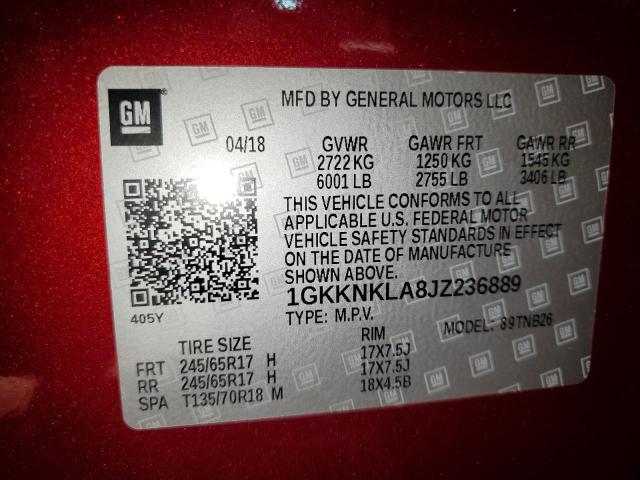 GM
MFD BY GENERAL MOTORS LLC
04/18 GVWR GAWR FRT GAWR RR
2722 KG 1250 KG 1545 KG
6001 LB 2755 LB 3406 LB
THIS VEHICLE CONFORMS TO ALL
APPLICABLE U.S. FEDERAL MOTOR
VEHICLE SAFETY STANDARDS IN EFFECT
ON THE DATE OF MANUFACTURE
SHOWN ABOVE.
1GKKNKLA8JZ236889
405Y
TYPE: M.P.V. MODEL: 89TNB26
TIRE SIZE RIM
FRT 245/65R17 H 17X7.5J
RR 245/65R17 H 17X7.5J
SPA T135/70R18 M 18X4.5B